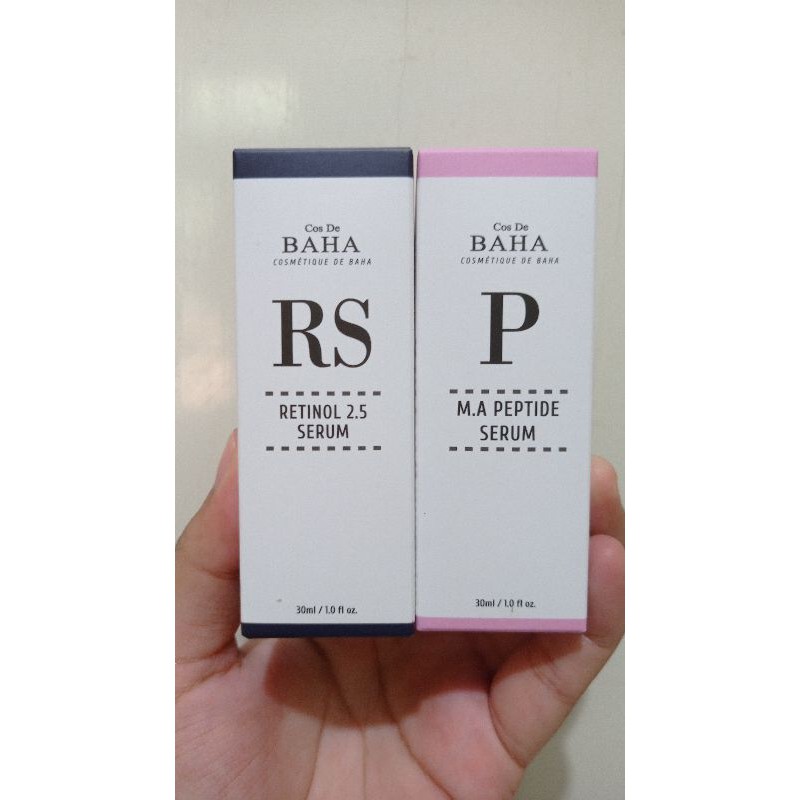 Cos De
BAHA
COSMÉTIQUE DE BAHA
RS
RETINOL 2.5
SERUM
30ml / 1.0 fl oz.
Cos De
BAHA
COSMÉTIQUE DE BAHA
P
M.A PEPTIDE
SERUM
30ml / 1.0 fl oz.